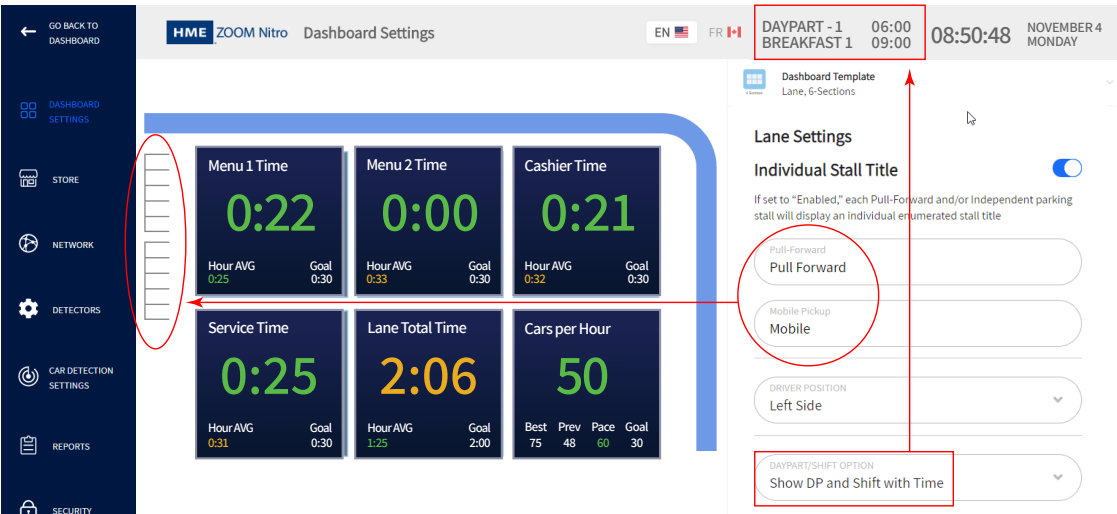 GO BACK TO
DASHBOARD
HME ZOOM Nitro Dashboard Settings
EN FR
DAYPART - 1 06:00
BREAKFAST 1 09:00
08:50:48
NOVEMBER 4
MONDAY
DASHBOARD
SETTINGS
STORE
NETWORK
DETECTORS
CAR DETECTION
SETTINGS
REPORTS
SECURITY
Menu 1 Time
0:22
Hour AVG Goal
0:25 0:30
Menu 2 Time
0:00
Hour AVG Goal
0:33 0:30
Cashier Time
0:21
Hour AVG Goal
0:32 0:30
Service Time
0:25
Hour AVG Goal
0:31 0:30
Lane Total Time
2:06
Hour AVG Goal
1:25 2:00
Cars per Hour
50
Best Prev Pace Goal
75 48 60 30
Dashboard Template
Lane, 6-Sections
Lane Settings
Individual Stall Title
If set to “Enabled,” each Pull-Forward and/or Independent parking
stall will display an individual enumerated stall title
Pull-Forward
Pull Forward
Mobile Pickup
Mobile
DRIVER POSITION
Left Side
DAYPART/SHIFT OPTION
Show DP and Shift with Time